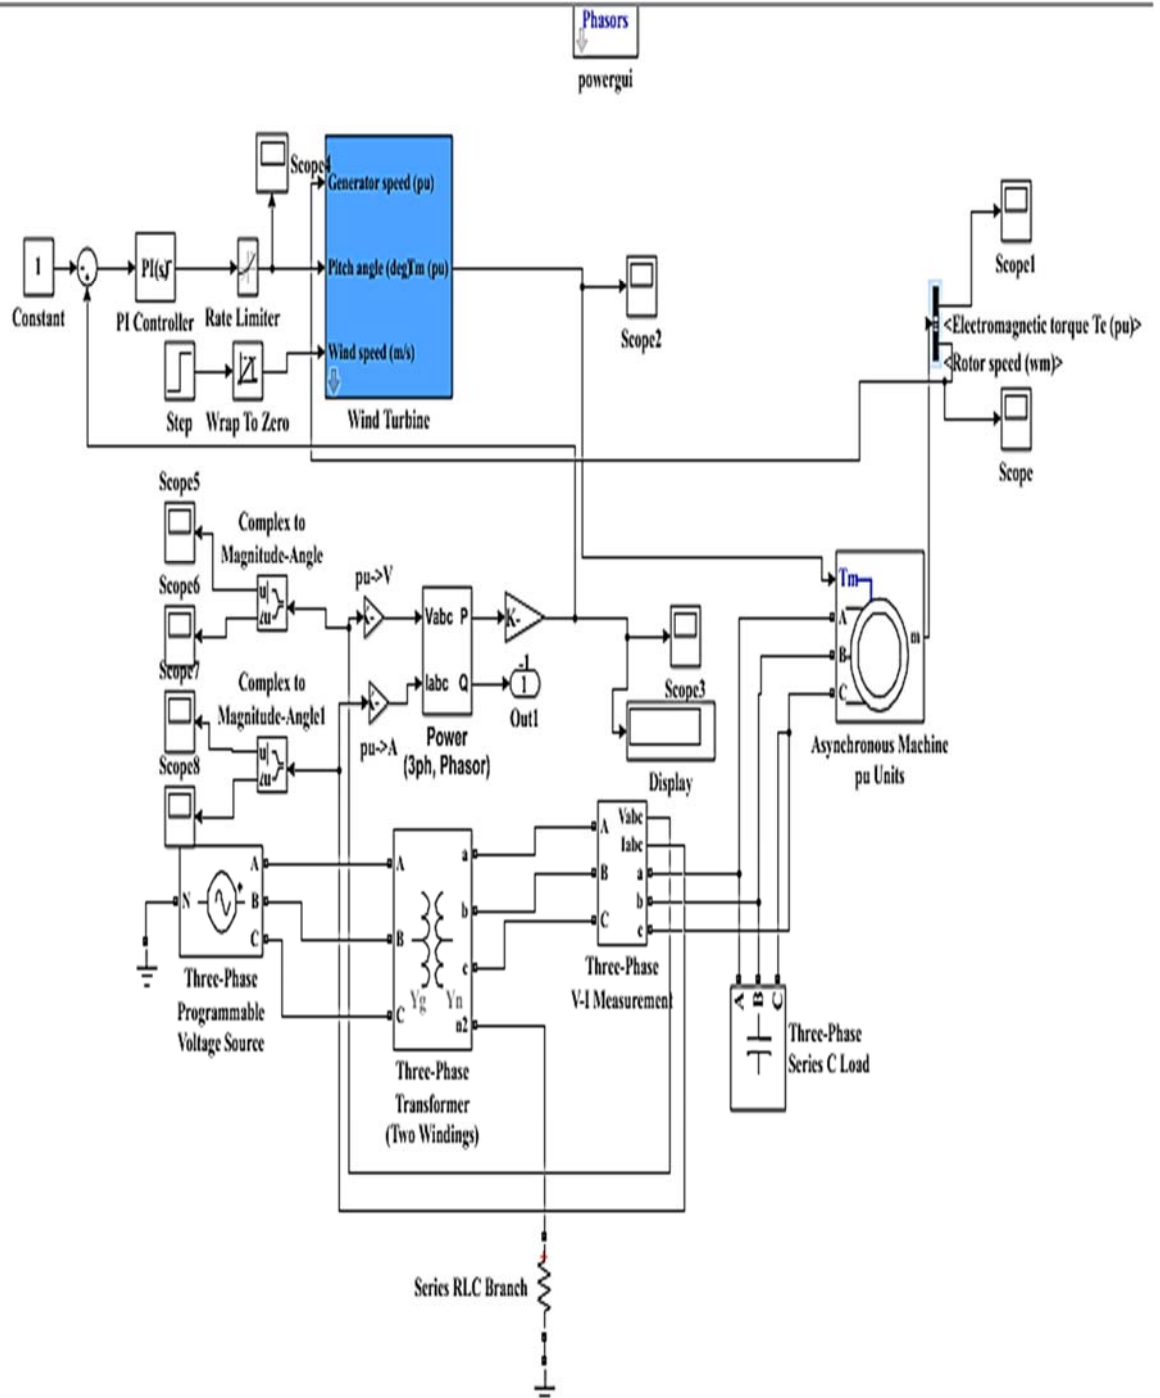 Phasors
powergui
Scope4
Generator speed (pu)
1
PI(s)
Pitch angle (deg)
Tm (pu)
Constant
PI Controller
Rate Limiter
Scope2
Scope1
<Electromagnetic torque Te (pu)>
<Rotor speed (wm)>
Wind speed (m/s)
Step
Wrap To Zero
Wind Turbine
Scope
Scope5
Complex to
Magnitude-Angle
Scope6
|u|
∠u
pu->V
K-
Vabc
P
K-
Tm
A
B
C
m
Scope7
Complex to
Magnitude-Angle1
K-
Iabc
Q
-1
1
Out1
Scope3
|u|
∠u
pu->A
Power
(3ph, Phasor)
Display
Asynchronous Machine
pu Units
Scope8
N
A
B
C
A
B
C
a
b
c
n2
Yg
Yn
A
B
C
Vabc
Iabc
a
b
c
Three-Phase
Programmable
Voltage Source
Three-Phase
V-I Measurement
A
B
C
Three-Phase
Series C Load
Three-Phase
Transformer
(Two Windings)
Series RLC Branch
+